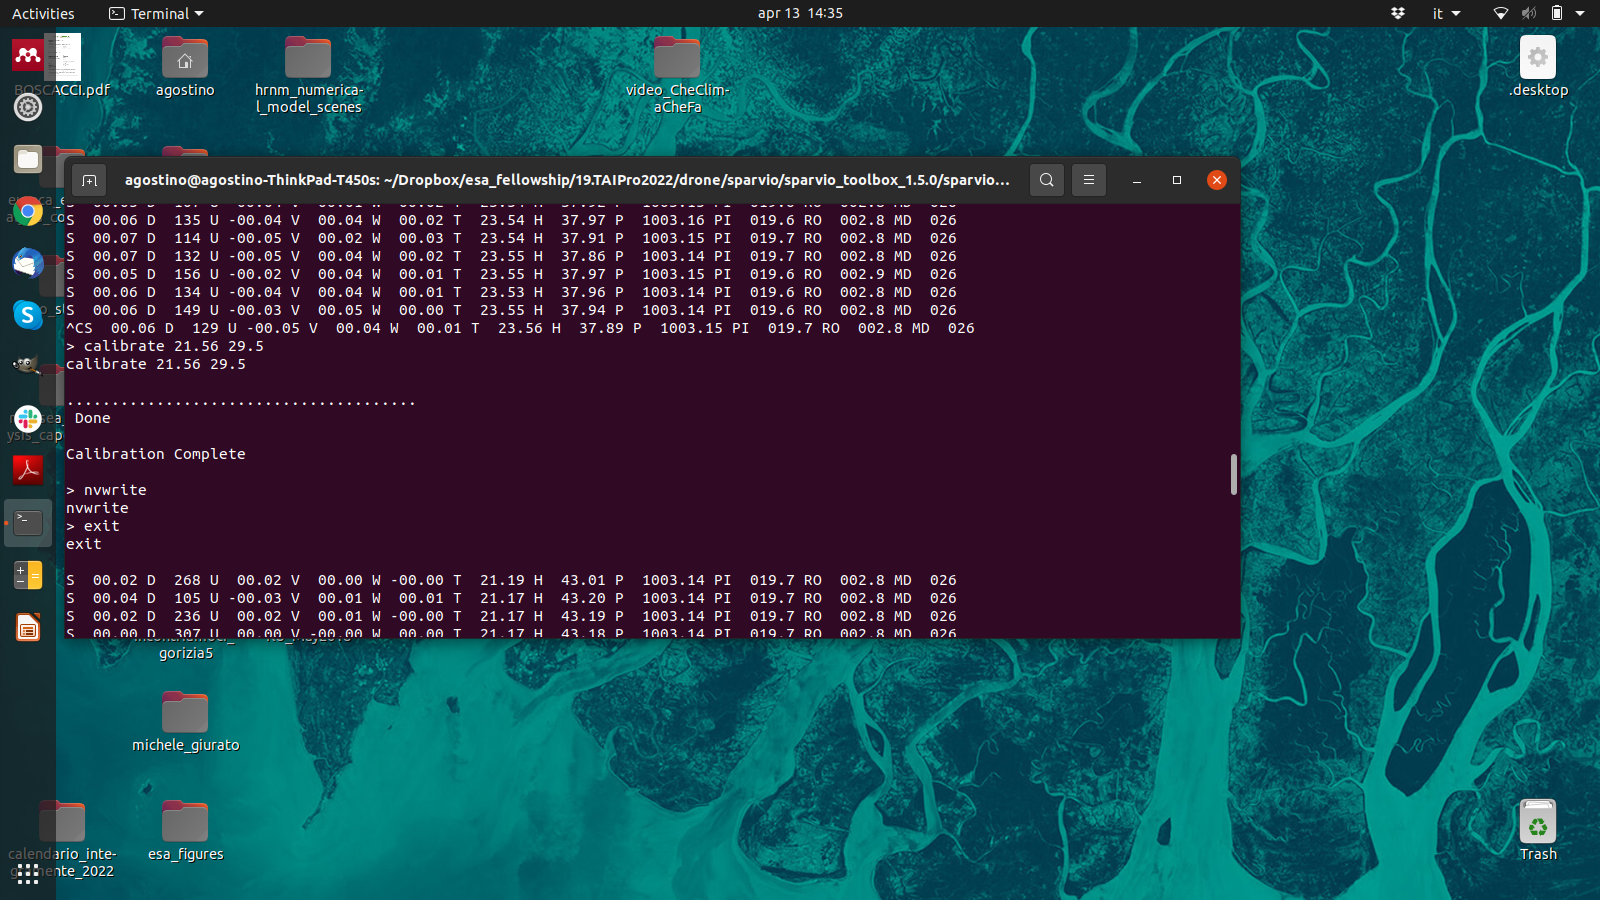 Activities
Terminal
apr 13 14:35
it
BOSCACCI.pdf
agostino
hrnm_numerica-
l_model_scenes
video_CheClim-
aCheFa
.desktop
agostino@agostino-ThinkPad-T450s: ~/Dropbox/esa_fellowship/19.TAIPro2022/drone/sparvio/sparvio_toolbox_1.5.0/sparvio...
S 00.06 D 135 U -00.04 V 00.04 W 00.02 T 23.54 H 37.97 P 1003.16 PI 019.6 RO 002.8 MD 026
S 00.07 D 114 U -00.05 V 00.02 W 00.03 T 23.54 H 37.91 P 1003.15 PI 019.7 RO 002.8 MD 026
S 00.07 D 132 U -00.05 V 00.04 W 00.02 T 23.55 H 37.86 P 1003.14 PI 019.7 RO 002.8 MD 026
S 00.05 D 156 U -00.02 V 00.04 W 00.01 T 23.55 H 37.97 P 1003.15 PI 019.6 RO 002.9 MD 026
S 00.06 D 134 U -00.04 V 00.04 W 00.01 T 23.53 H 37.96 P 1003.14 PI 019.6 RO 002.8 MD 026
S 00.06 D 149 U -00.03 V 00.05 W 00.00 T 23.55 H 37.94 P 1003.14 PI 019.6 RO 002.8 MD 026
^CS 00.06 D 129 U -00.05 V 00.04 W 00.01 T 23.56 H 37.89 P 1003.15 PI 019.7 RO 002.8 MD 026
> calibrate 21.56 29.5
calibrate 21.56 29.5
.......................................
Done
Calibration Complete
> nvwrite
nvwrite
> exit
exit
S 00.02 D 268 U 00.02 V 00.00 W -00.00 T 21.19 H 43.01 P 1003.14 PI 019.7 RO 002.8 MD 026
S 00.04 D 105 U -00.03 V 00.01 W 00.01 T 21.17 H 43.20 P 1003.14 PI 019.7 RO 002.8 MD 026
S 00.02 D 236 U 00.02 V 00.01 W -00.00 T 21.17 H 43.19 P 1003.14 PI 019.7 RO 002.8 MD 026
S 00.00 D 307 U 00.00 V -00.00 W 00.00 T 21.17 H 43.18 P 1003.14 PI 019.7 RO 002.8 MD 026
gorizia5
michele_giurato
calendario_inte-
esa_figures
Trash